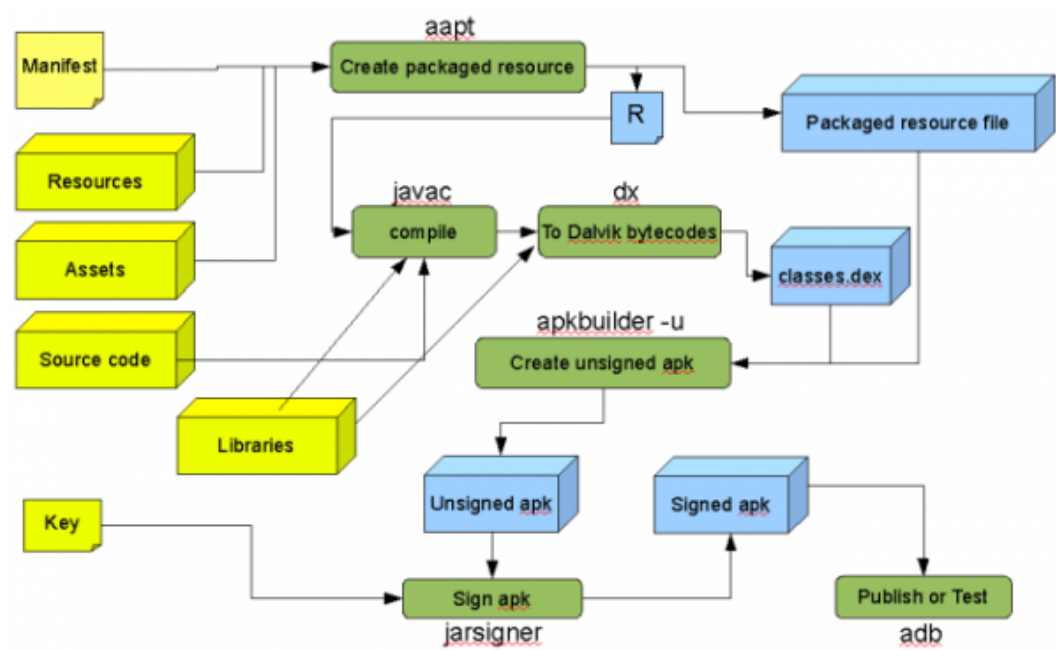 aapt
Manifest
Create packaged resource
R
Packaged resource file
Resources
javac
dx
compile
To Dalvik bytecodes
Assets
classes.dex
apkbuilder -u
Source code
Create unsigned apk
Libraries
Unsigned apk
Signed apk
Key
Sign apk
Publish or Test
jarsigner
adb